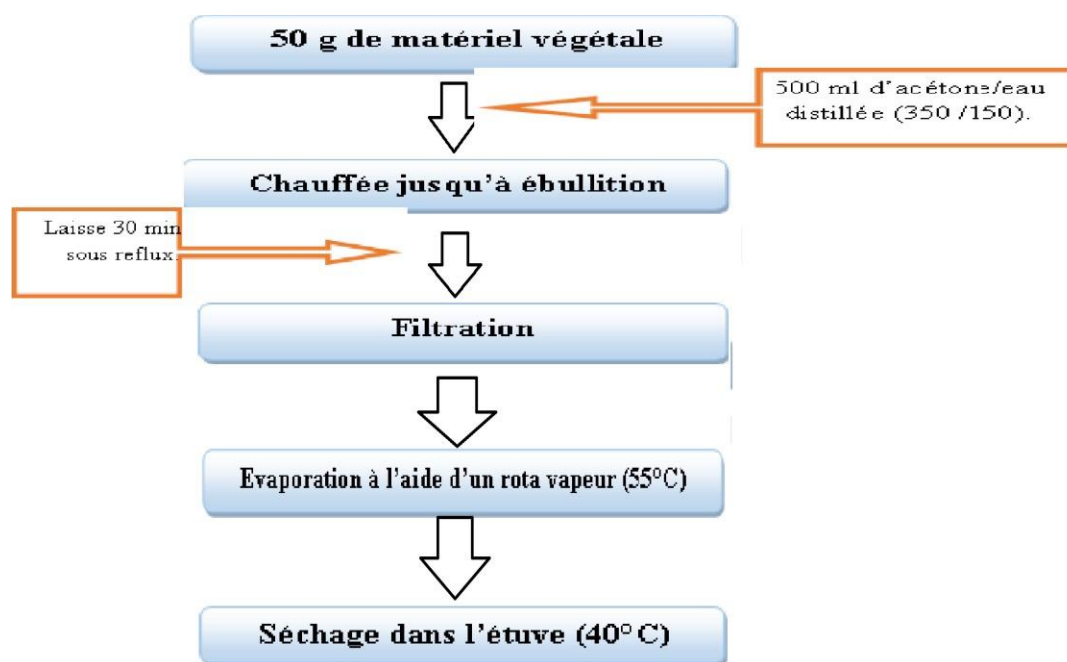 50 g de matériel végétale
500 ml d'acétone/eau
distillée (350 /150).
Chauffée jusqu'à ébullition
Laisse 30 min
sous reflux.
Filtration
Evaporation à l'aide d'un rota vapeur (55°C)
Séchage dans l'étuve (40°C)